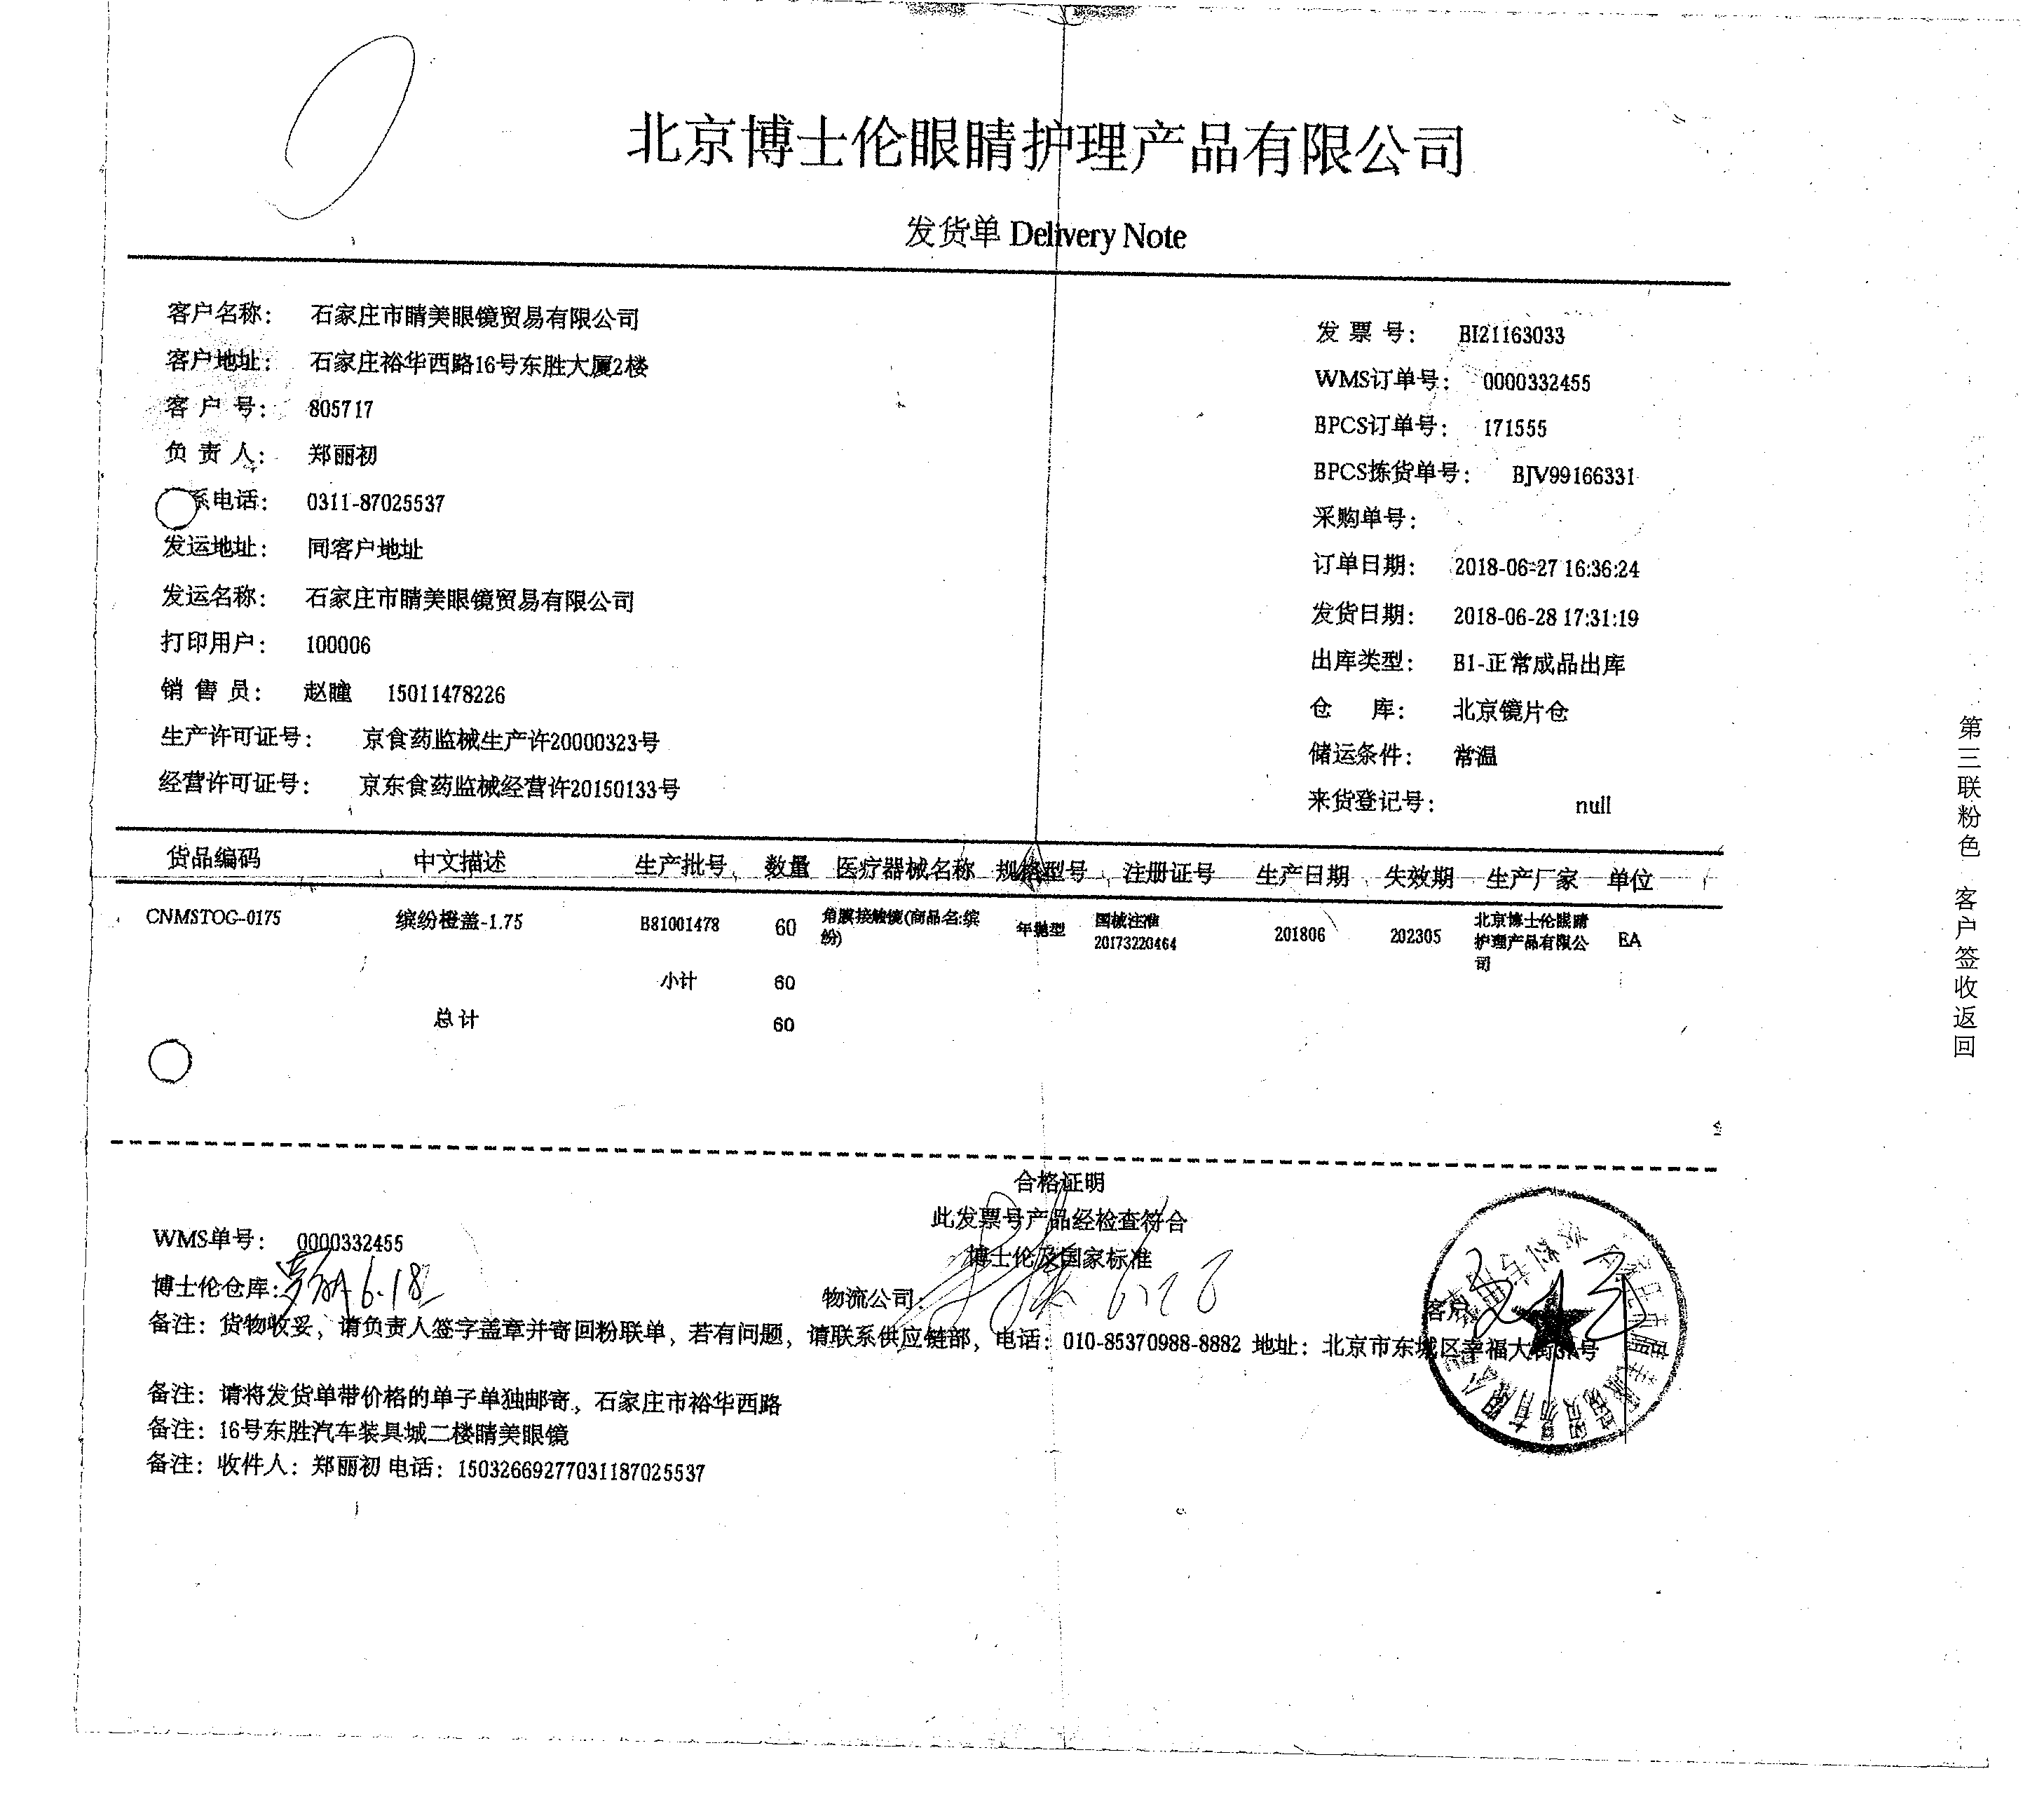 北京博士伦眼睛护理产品有限公司
发货单 Delivery Note
客户名称： 石家庄市睛美眼镜贸易有限公司
客户地址： 石家庄裕华西路16号东胜大厦2楼
客 户 号： 805717
负 责 人： 郑丽初
系电话： 0311-87025537
发运地址： 同客户地址
发运名称： 石家庄市睛美眼镜贸易有限公司
打印用户： 100006
销 售 员： 赵瞳 15011478226
生产许可证号： 京食药监械生产许20000323号
经营许可证号： 京东食药监械经营许20150133号
发 票 号： BI21163033
WMS订单号： 0000332455
BPCS订单号： 171555
BPCS拣货单号： BJV99166331
采购单号：
订单日期： 2018-06-27 16:36:24
发货日期： 2018-06-28 17:31:19
出库类型： B1-正常成品出库
仓 库： 北京镜片仓
储运条件： 常温
来货登记号： null
货品编码 中文描述 生产批号 数量 医疗器械名称 规格型号 注册证号 生产日期 失效期 生产厂家 单位
CNMSTOG-0175 缤纷橙盖-1.75 B81001478 60 角膜接触镜(商品名:缤纷) 年抛型 国械注准20173220464 201806 202305 北京博士伦眼睛护理产品有限公司 EA
小计 60
总计 60
合格证明
此发票号产品经检查符合
博士伦及国家标准
WMS单号： 0000332455
博士伦仓库： 6.18
物流公司：
客户
备注： 货物收妥，请负责人签字盖章并寄回粉联单，若有问题，请联系供应链部，电话：010-85370988-8882 地址：北京市东城区幸福大街号
备注： 请将发货单带价格的单子单独邮寄，石家庄市裕华西路
备注： 16号东胜汽车装具城二楼睛美眼镜
备注： 收件人：郑丽初 电话：15032669277031187025537
第三联粉色 客户签收返回